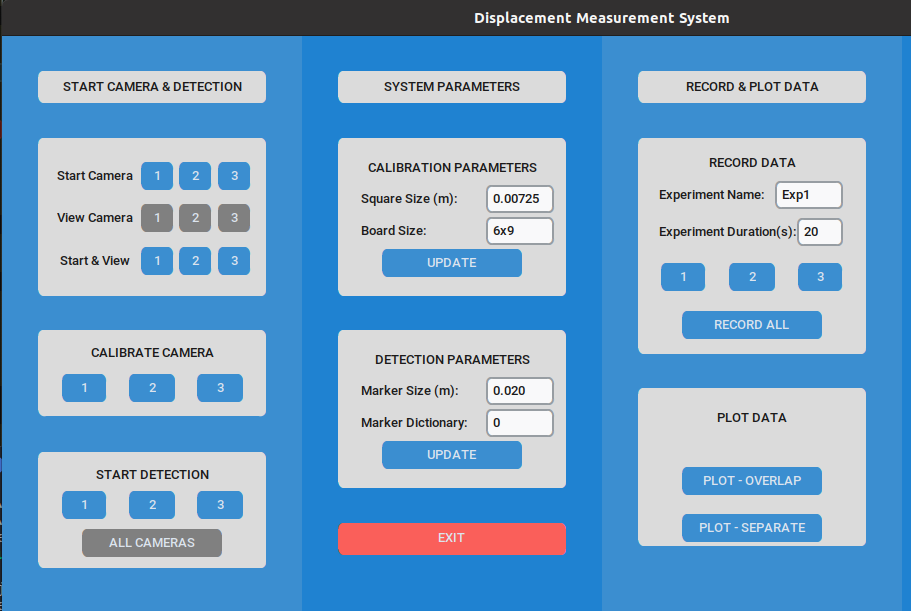 Displacement Measurement System
START CAMERA & DETECTION
Start Camera 1 2 3
View Camera 1 2 3
Start & View 1 2 3
CALIBRATE CAMERA
1 2 3
START DETECTION
1 2 3
ALL CAMERAS
SYSTEM PARAMETERS
CALIBRATION PARAMETERS
Square Size (m): 0.00725
Board Size: 6x9
UPDATE
DETECTION PARAMETERS
Marker Size (m): 0.020
Marker Dictionary: 0
UPDATE
EXIT
RECORD & PLOT DATA
RECORD DATA
Experiment Name: Exp1
Experiment Duration(s): 20
1 2 3
RECORD ALL
PLOT DATA
PLOT - OVERLAP
PLOT - SEPARATE